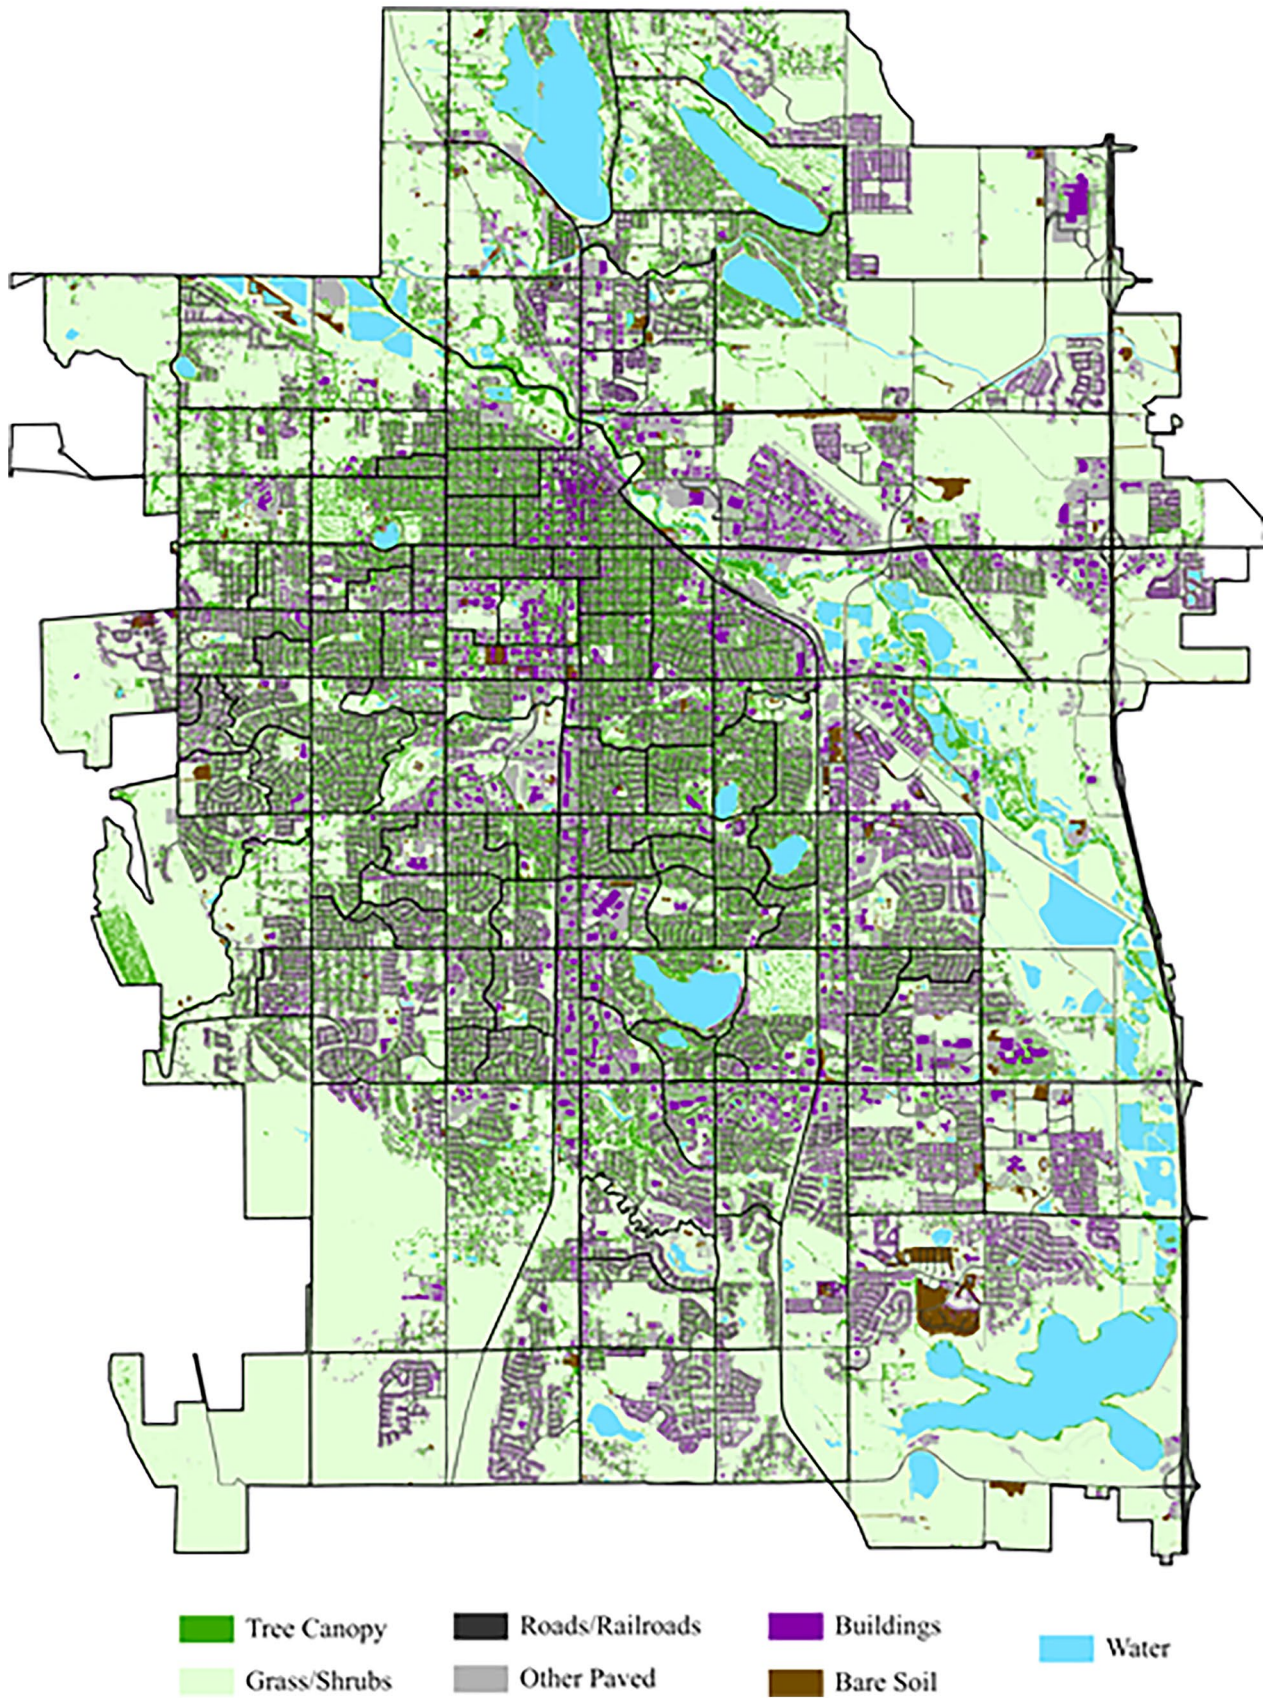 Tree Canopy
Roads/Railroads
Buildings
Water
Grass/Shrubs
Other Paved
Bare Soil